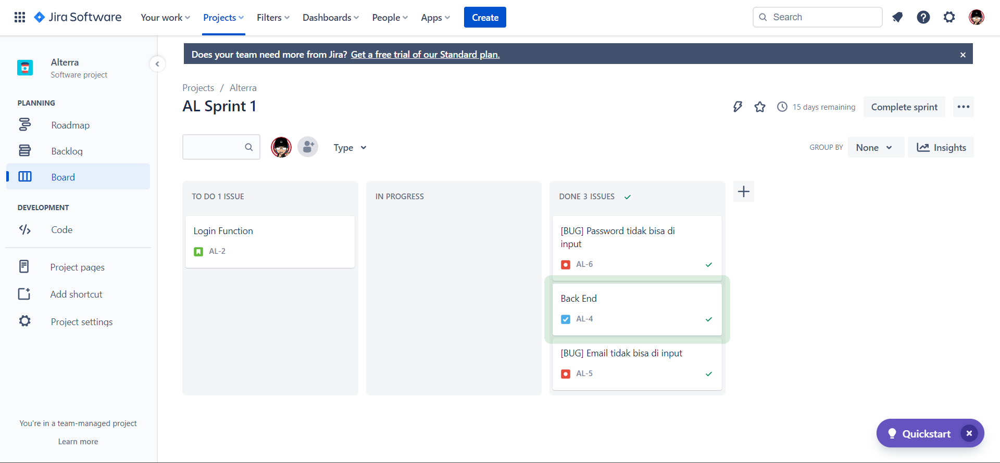 Jira Software
Your work
Projects
Filters
Dashboards
People
Apps
Create
Search
Alterra
Software project
PLANNING
Roadmap
Backlog
Board
DEVELOPMENT
Code
Project pages
Add shortcut
Project settings
You're in a team-managed project
Learn more
Does your team need more from Jira? Get a free trial of our Standard plan.
Projects / Alterra
AL Sprint 1
15 days remaining
Complete sprint
Type
GROUP BY
None
Insights
TO DO 1 ISSUE
Login Function
AL-2
IN PROGRESS
DONE 3 ISSUES
[BUG] Password tidak bisa di
input
AL-6
Back End
AL-4
[BUG] Email tidak bisa di input
AL-5
Quickstart